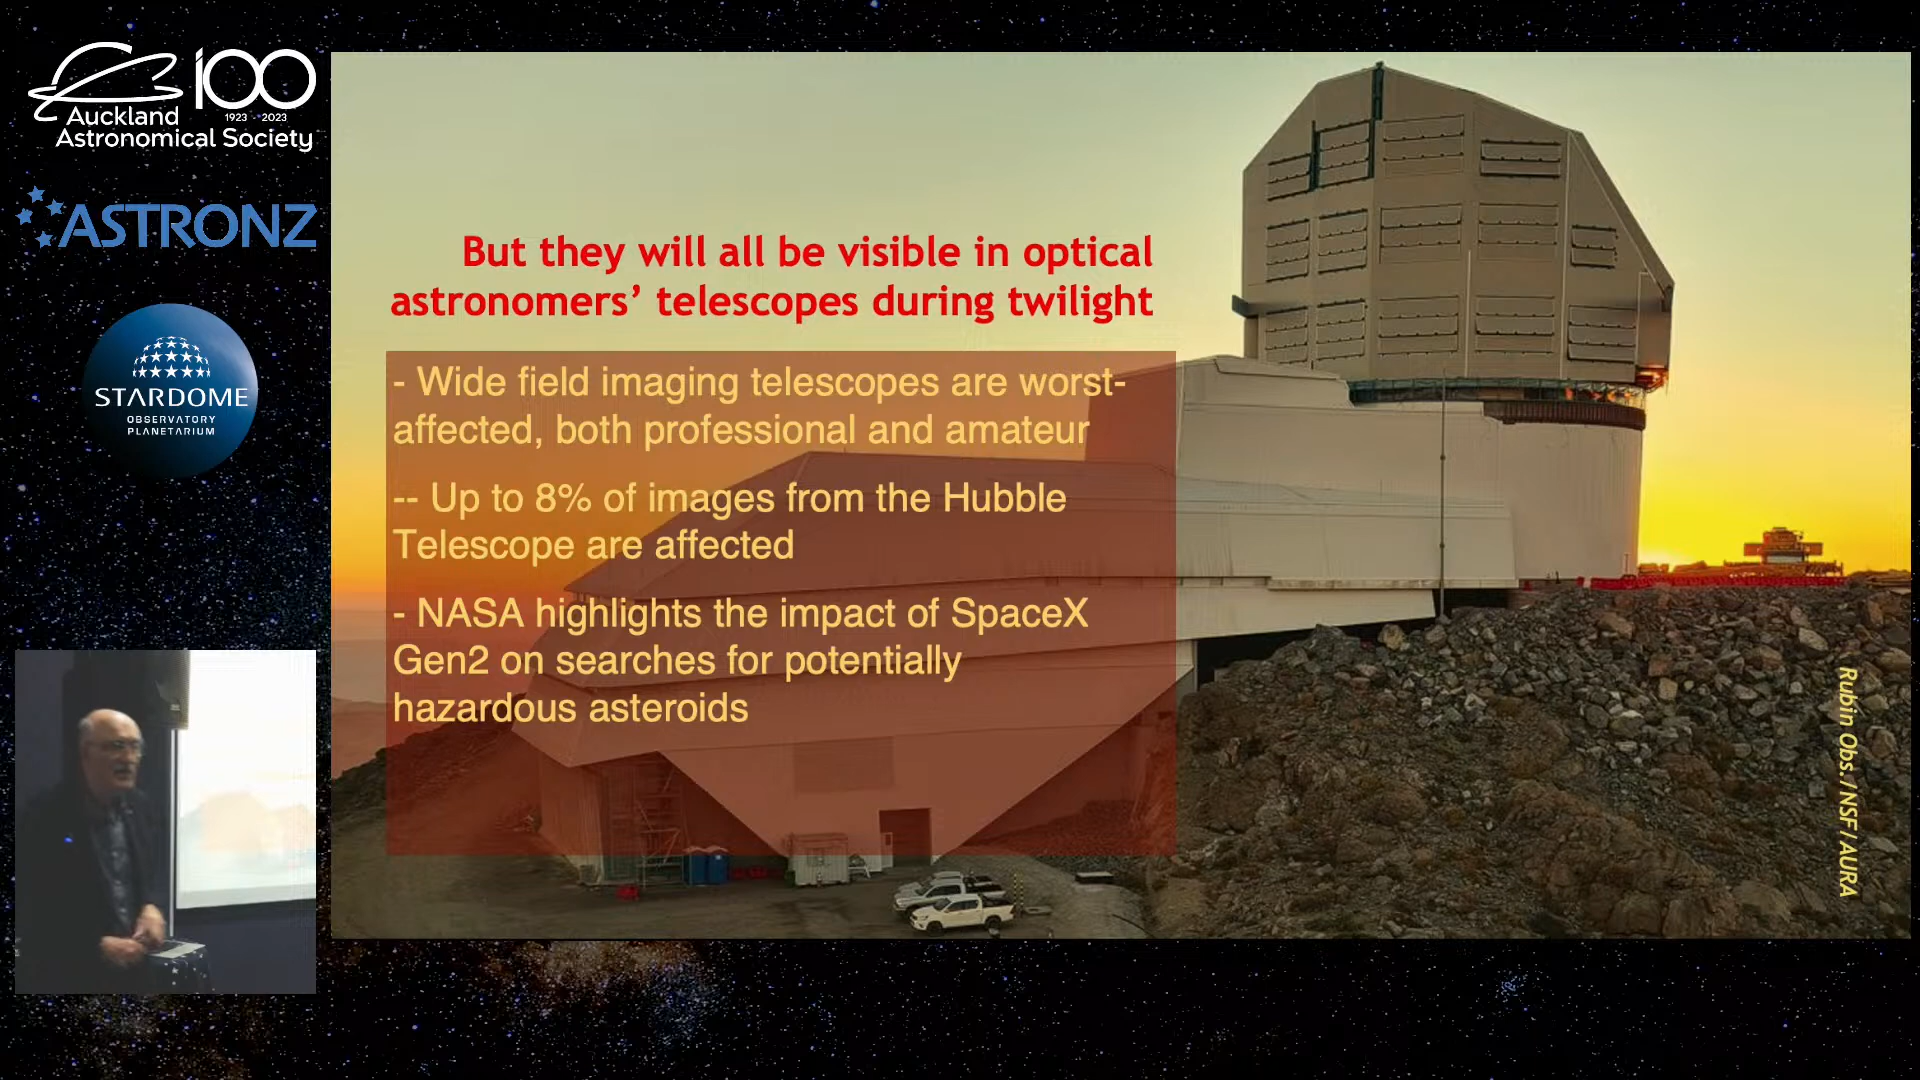 100
1923 - 2023
Auckland
Astronomical Society
ASTRONZ
STARDOME
OBSERVATORY
PLANETARIUM
But they will all be visible in optical
astronomers’ telescopes during twilight
- Wide field imaging telescopes are worst-
affected, both professional and amateur
-- Up to 8% of images from the Hubble
Telescope are affected
- NASA highlights the impact of SpaceX
Gen2 on searches for potentially
hazardous asteroids
Rubin Obs./NSF/AURA